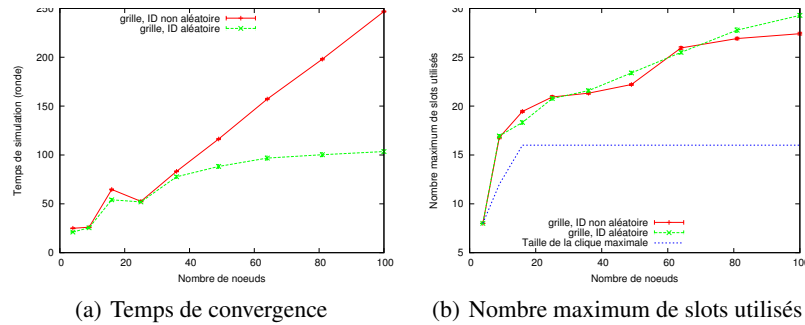 250
200
150
100
50
0
0 20 40 60 80 100
Temps de simulation (ronde)
Nombre de noeuds
grille, ID non aléatoire
grille, ID aléatoire
(a) Temps de convergence
30
25
20
15
10
5
0 20 40 60 80 100
Nombre maximum de slots utilisés
Nombre de noeuds
grille, ID non aléatoire
grille, ID aléatoire
Taille de la clique maximale
(b) Nombre maximum de slots utilisés